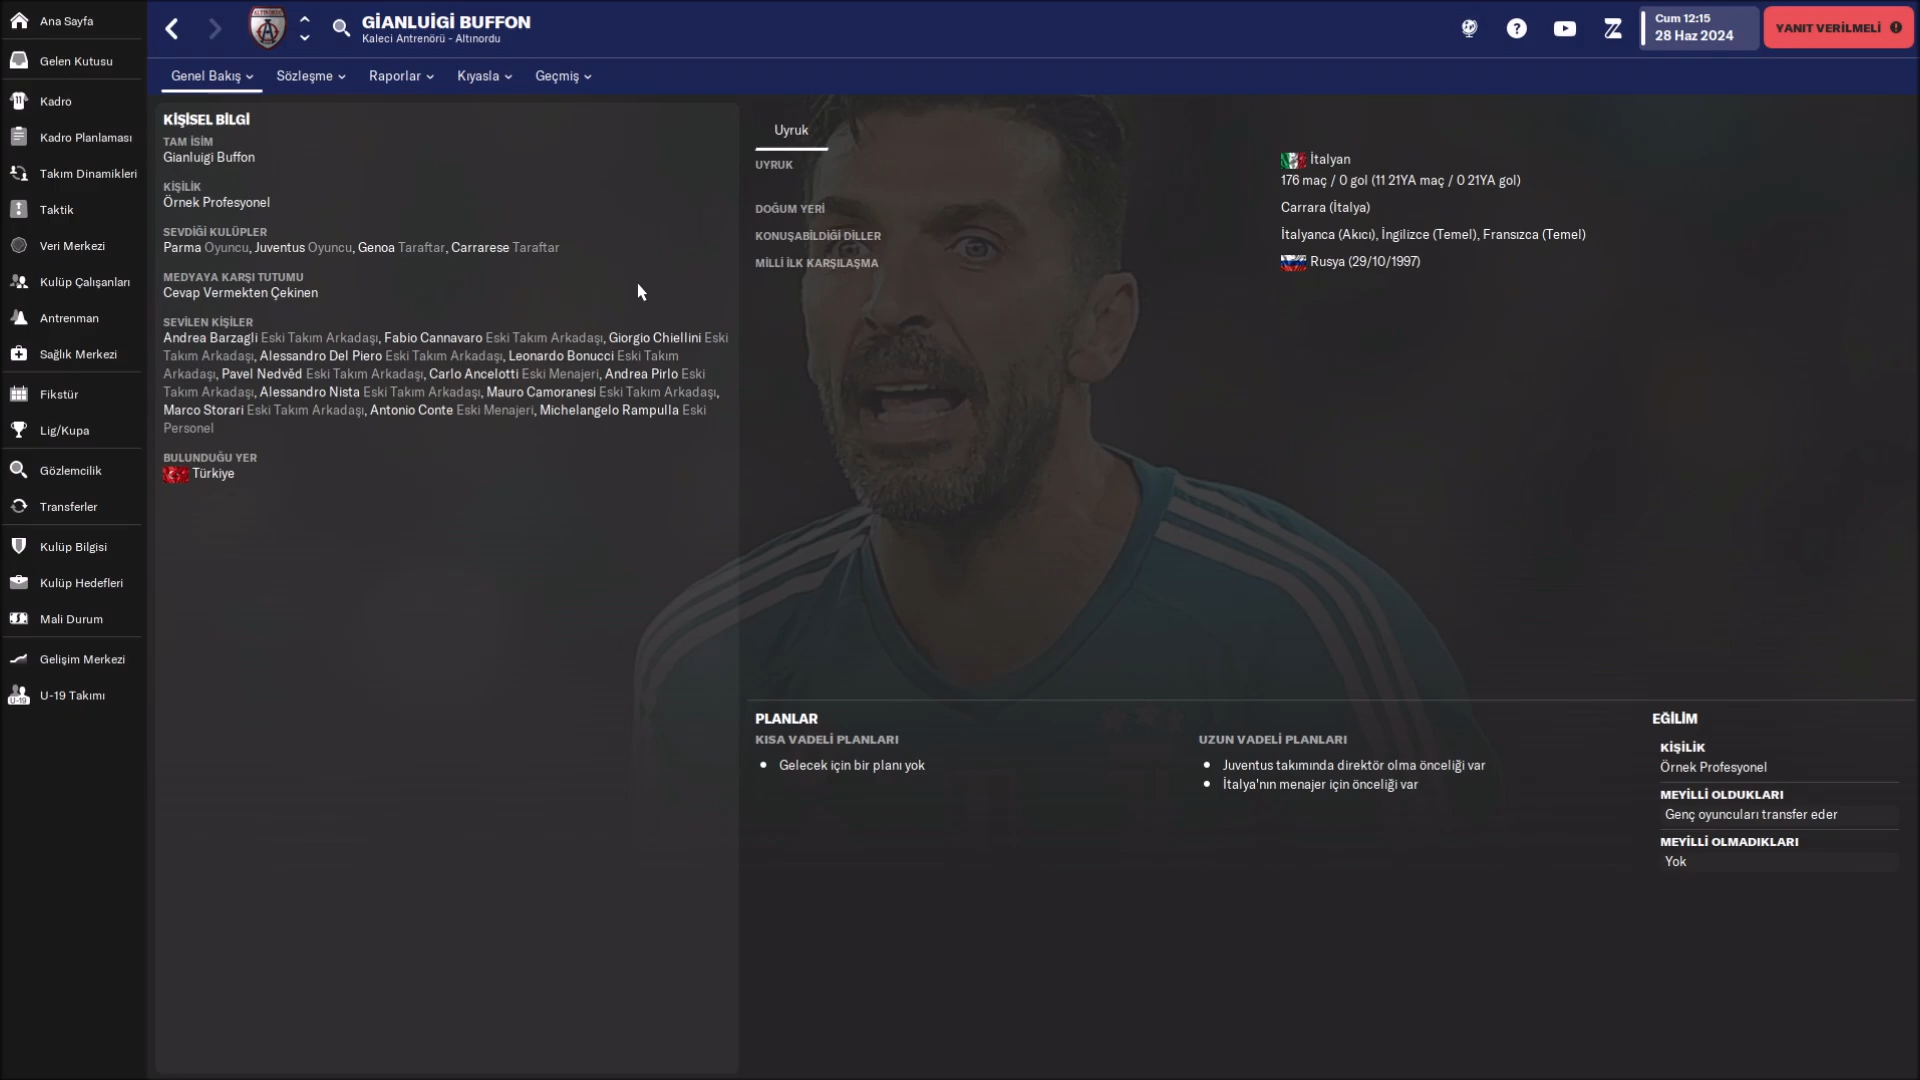 Ana Sayfa
Gelen Kutusu
Kadro
Kadro Planlaması
Takım Dinamikleri
Taktik
Veri Merkezi
Kulüp Çalışanları
Antrenman
Sağlık Merkezi
Fikstür
Lig/Kupa
Gözlemcilik
Transferler
Kulüp Bilgisi
Kulüp Hedefleri
Mali Durum
Gelişim Merkezi
U-19 Takımı
GİANLUİGİ BUFFON
Kaleci Antrenörü - Altınordu
Cum 12:15
28 Haz 2024
YANIT VERİLMELİ
Genel Bakış
Sözleşme
Raporlar
Kıyasla
Geçmiş
KİŞİSEL BİLGİ
TAM İSİM
Gianluigi Buffon
KİŞİLİK
Örnek Profesyonel
SEVDİĞİ KULÜPLER
Parma Oyuncu, Juventus Oyuncu, Genoa Taraftar, Carrarese Taraftar
MEDYAYA KARŞI TUTUMU
Cevap Vermekten Çekinen
SEVİLEN KİŞİLER
Andrea Barzagli Eski Takım Arkadaşı, Fabio Cannavaro Eski Takım Arkadaşı, Giorgio Chiellini Eski
Takım Arkadaşı, Alessandro Del Piero Eski Takım Arkadaşı, Leonardo Bonucci Eski Takım
Arkadaşı, Pavel Nedvěd Eski Takım Arkadaşı, Carlo Ancelotti Eski Menajeri, Andrea Pirlo Eski
Takım Arkadaşı, Alessandro Nista Eski Takım Arkadaşı, Mauro Camoranesi Eski Takım Arkadaşı,
Marco Storari Eski Takım Arkadaşı, Antonio Conte Eski Menajeri, Michelangelo Rampulla Eski
Personel
BULUNDUĞU YER
Türkiye
Uyruk
UYRUK
İtalyan
176 maç / 0 gol (11 21YA maç / 0 21YA gol)
DOĞUM YERİ
Carrara (İtalya)
KONUŞABİLDİĞİ DİLLER
İtalyanca (Akıcı), İngilizce (Temel), Fransızca (Temel)
MİLLİ İLK KARŞILAŞMA
Rusya (29/10/1997)
PLANLAR
KISA VADELİ PLANLARI
Gelecek için bir planı yok
UZUN VADELİ PLANLARI
Juventus takımında direktör olma önceliği var
İtalya'nın menajer için önceliği var
EĞİLİM
KİŞİLİK
Örnek Profesyonel
MEYİLLİ OLDUKLARI
Genç oyuncuları transfer eder
MEYİLLİ OLMADIKLARI
Yok